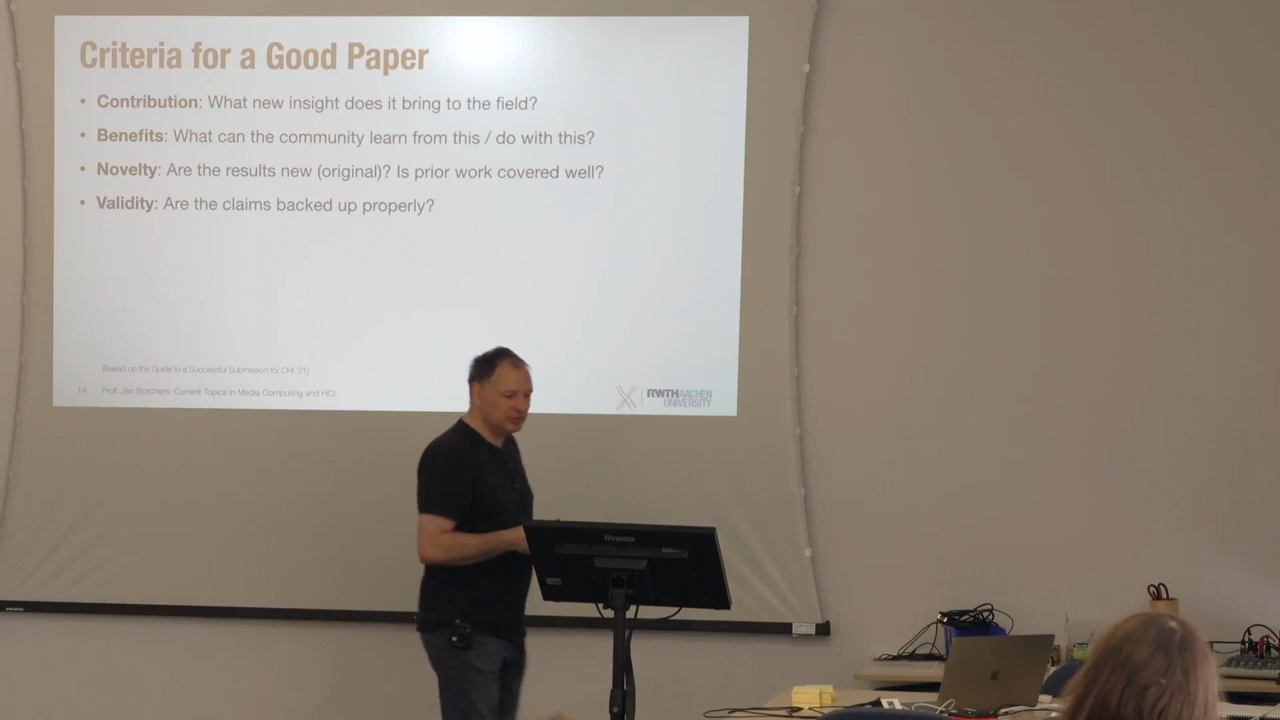 Criteria for a Good Paper
• Contribution: What new insight does it bring to the field?
• Benefits: What can the community learn from this / do with this?
• Novelty: Are the results new (original)? Is prior work covered well?
• Validity: Are the claims backed up properly?
[Based on the Guide to a Successful Submission for CHI '21]
14 Prof. Jan Borchers: Current Topics in Media Computing and HCI
RWTHAACHEN
UNIVERSITY
iiyama